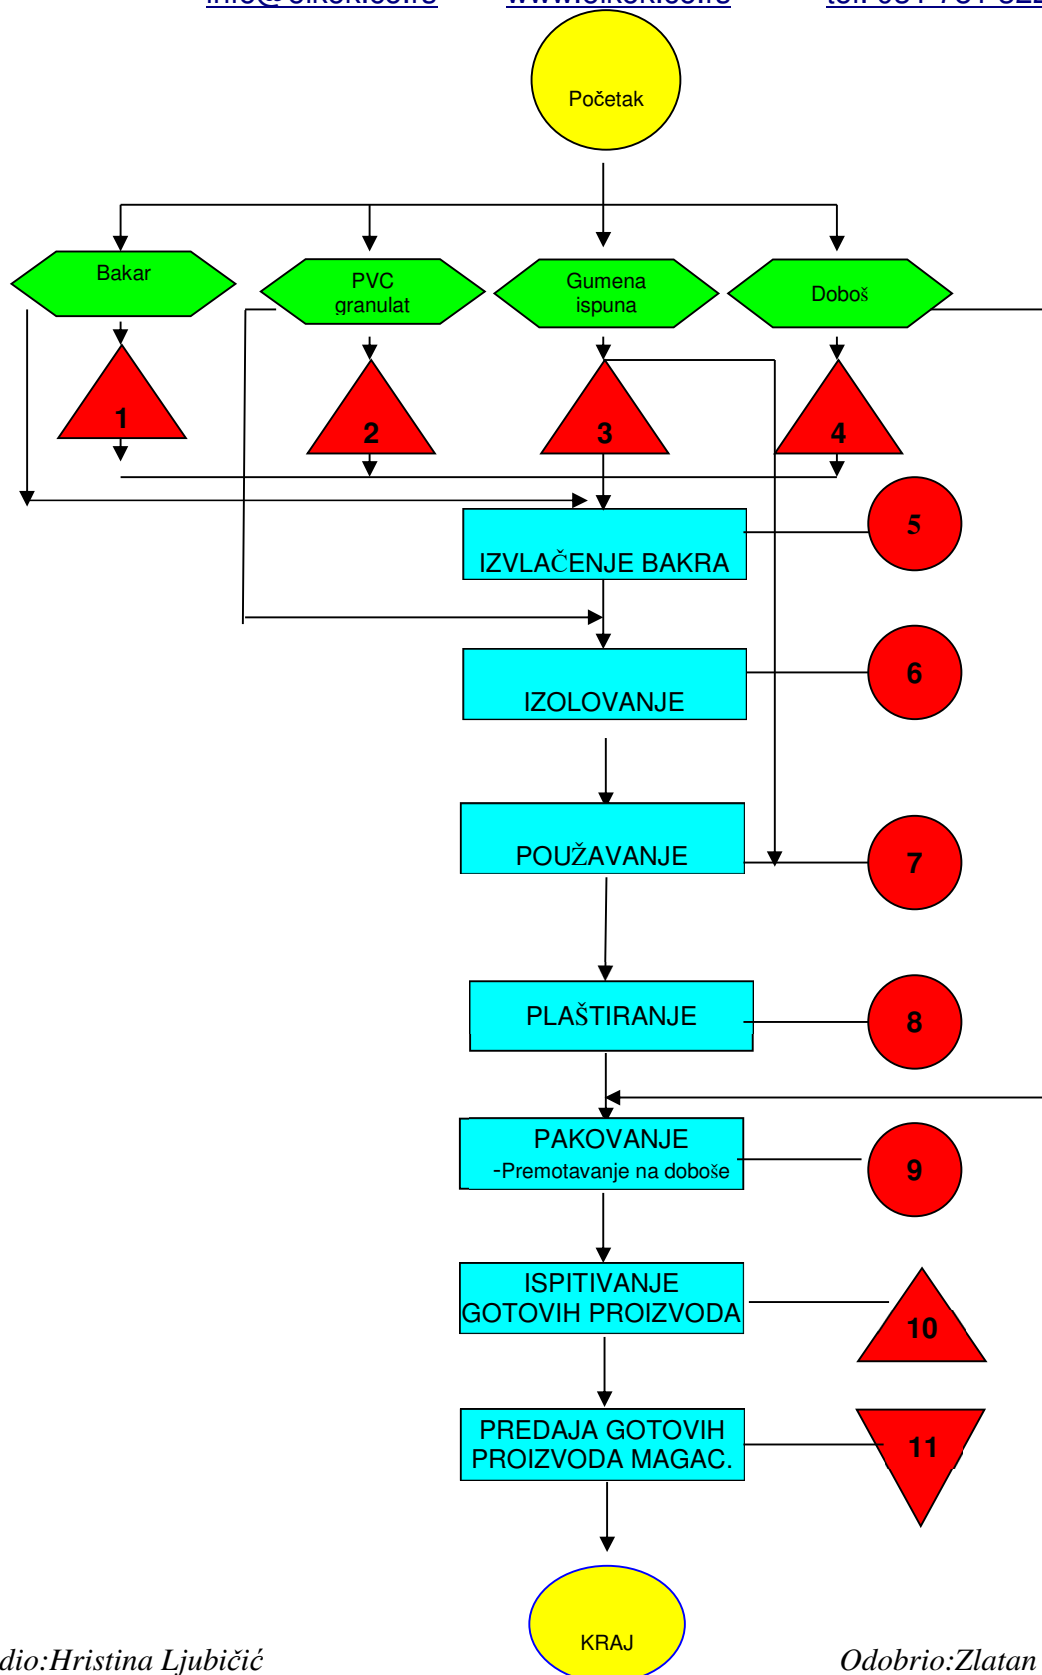 Početak
Bakar
PVC
granulat
Gumena
ispuna
Doboš
1
2
3
4
5
IZVLAČENJE BAKRA
6
IZOLOVANJE
7
POUŽAVANJE
PLAŠTIRANJE
8
PAKOVANJE
-Premotavanje na doboše
9
ISPITIVANJE
GOTOVIH PROIZVODA
10
PREDAJA GOTOVIH
PROIZVODA MAGAC.
11
KRAJ
dio:Hristina Ljubičić Odobrio:Zlatan